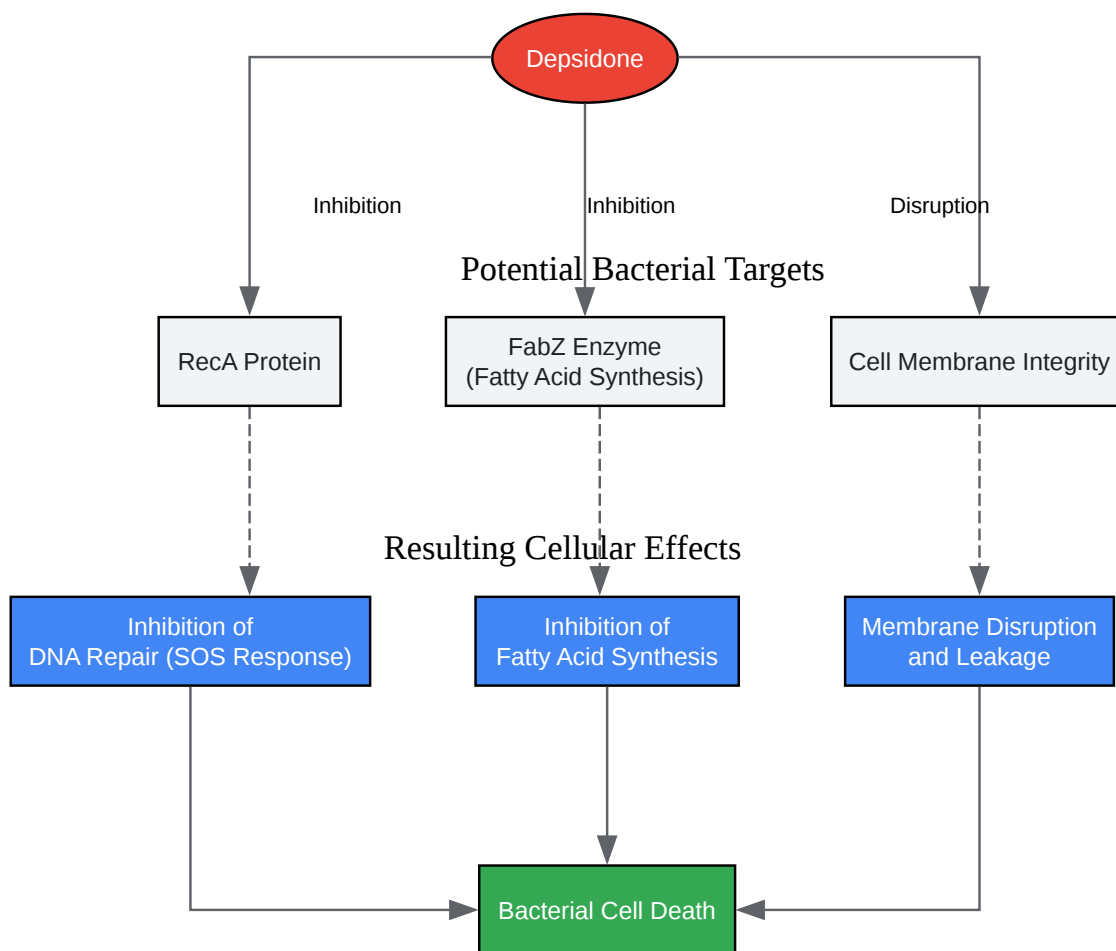 Depsidone
Inhibition
Inhibition
Disruption
Potential Bacterial Targets
RecA Protein
FabZ Enzyme
(Fatty Acid Synthesis)
Cell Membrane Integrity
Resulting Cellular Effects
Inhibition of
DNA Repair (SOS Response)
Inhibition of
Fatty Acid Synthesis
Membrane Disruption
and Leakage
Bacterial Cell Death